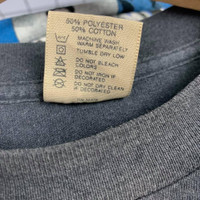 50% POLYESTER
50% COTTON
MACHINE WASH
WARM SEPARATELY
TUMBLE DRY LOW
DO NOT BLEACH
COLORS
DO NOT IRON IF
DECORATED
DO NOT DRY CLEAN
IF DECORATED